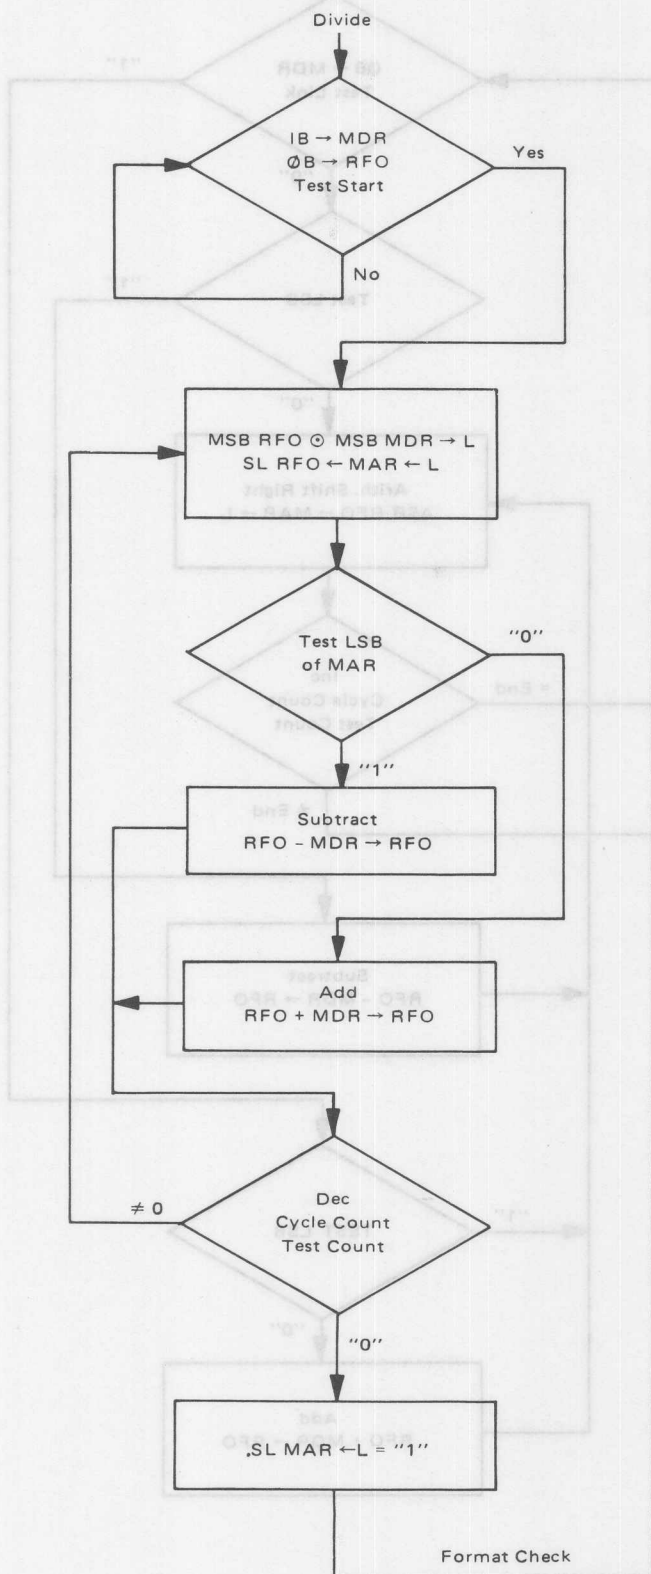 Divide
IB → MDR
ØB → RFO
Test Start
Yes
No
MSB RFO ⊙ MSB MDR → L
SL RFO ← MAR ← L
Test LSB
of MAR
"0"
"1"
Subtract
RFO – MDR → RFO
Add
RFO + MDR → RFO
≠ 0
Dec
Cycle Count
Test Count
"0"
SL MAR ←L = "1"
Format Check